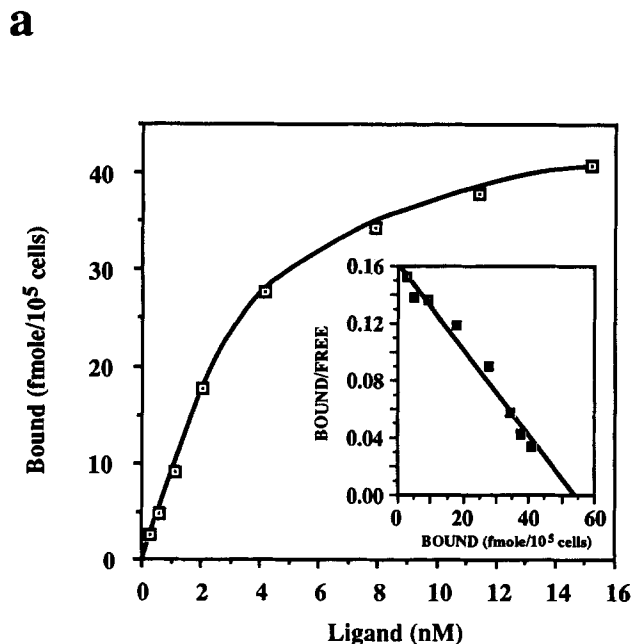 a
Bound (fmole/10⁵ cells)
40
30
20
10
0
0 2 4 6 8 10 12 14 16
Ligand (nM)
BOUND/FREE
0.16
0.12
0.08
0.04
0.00
0 20 40 60
BOUND (fmole/10⁵ cells)